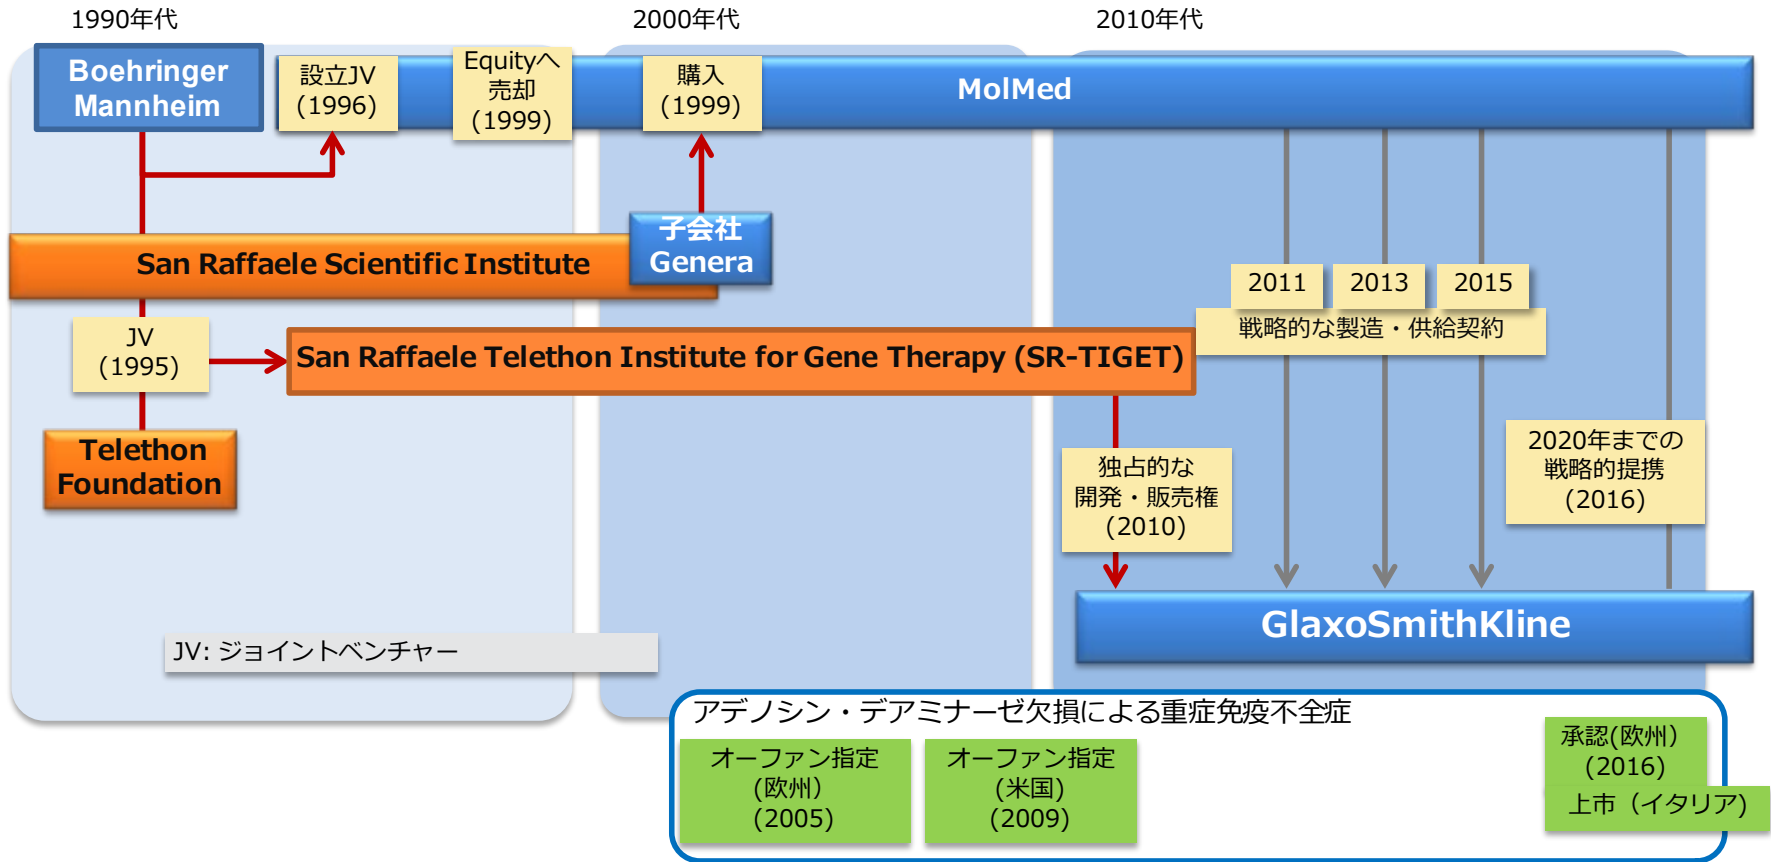 1990年代
2000年代
2010年代
Boehringer
Mannheim
設立JV
(1996)
Equityへ
売却
(1999)
購入
(1999)
MolMed
子会社
Genera
San Raffaele Scientific Institute
2011
2013
2015
戦略的な製造・供給契約
JV
(1995)
San Raffaele Telethon Institute for Gene Therapy (SR-TIGET)
Telethon
Foundation
独占的な
開発・販売権
(2010)
2020年までの
戦略的提携
(2016)
GlaxoSmithKline
JV: ジョイントベンチャー
アデノシン・デアミナーゼ欠損による重症免疫不全症
オーファン指定
(欧州）
(2005)
オーファン指定
(米国)
(2009)
承認(欧州）
(2016)
上市（イタリア)